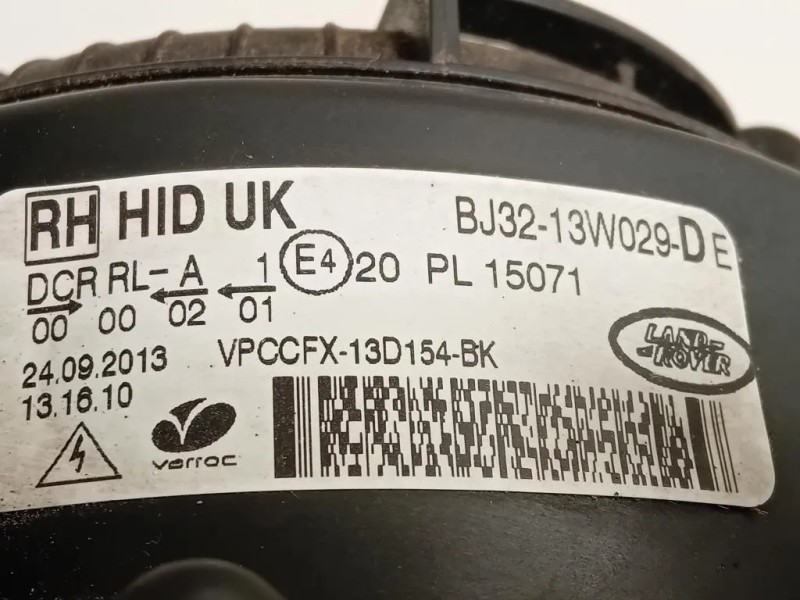 RH HID UK BJ32-13W029-D E
DCR RL-A 1 E4 20 PL 15071
00 00 02 01
24.09.2013 VPCCFX-13D154-BK
13.16.10
LAND-ROVER
varroc